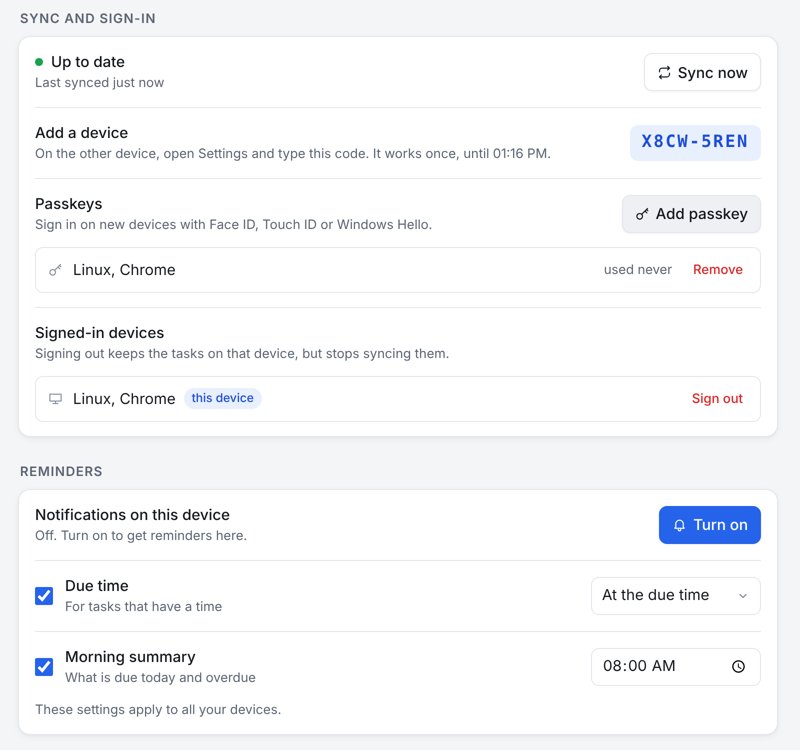 SYNC AND SIGN-IN
Up to date
Last synced just now
Sync now
Add a device
On the other device, open Settings and type this code. It works once, until 01:16 PM.
X8CW-5REN
Passkeys
Sign in on new devices with Face ID, Touch ID or Windows Hello.
Add passkey
Linux, Chrome
used never
Remove
Signed-in devices
Signing out keeps the tasks on that device, but stops syncing them.
Linux, Chrome
this device
Sign out
REMINDERS
Notifications on this device
Off. Turn on to get reminders here.
Turn on
Due time
For tasks that have a time
At the due time
Morning summary
What is due today and overdue
08:00 AM
These settings apply to all your devices.